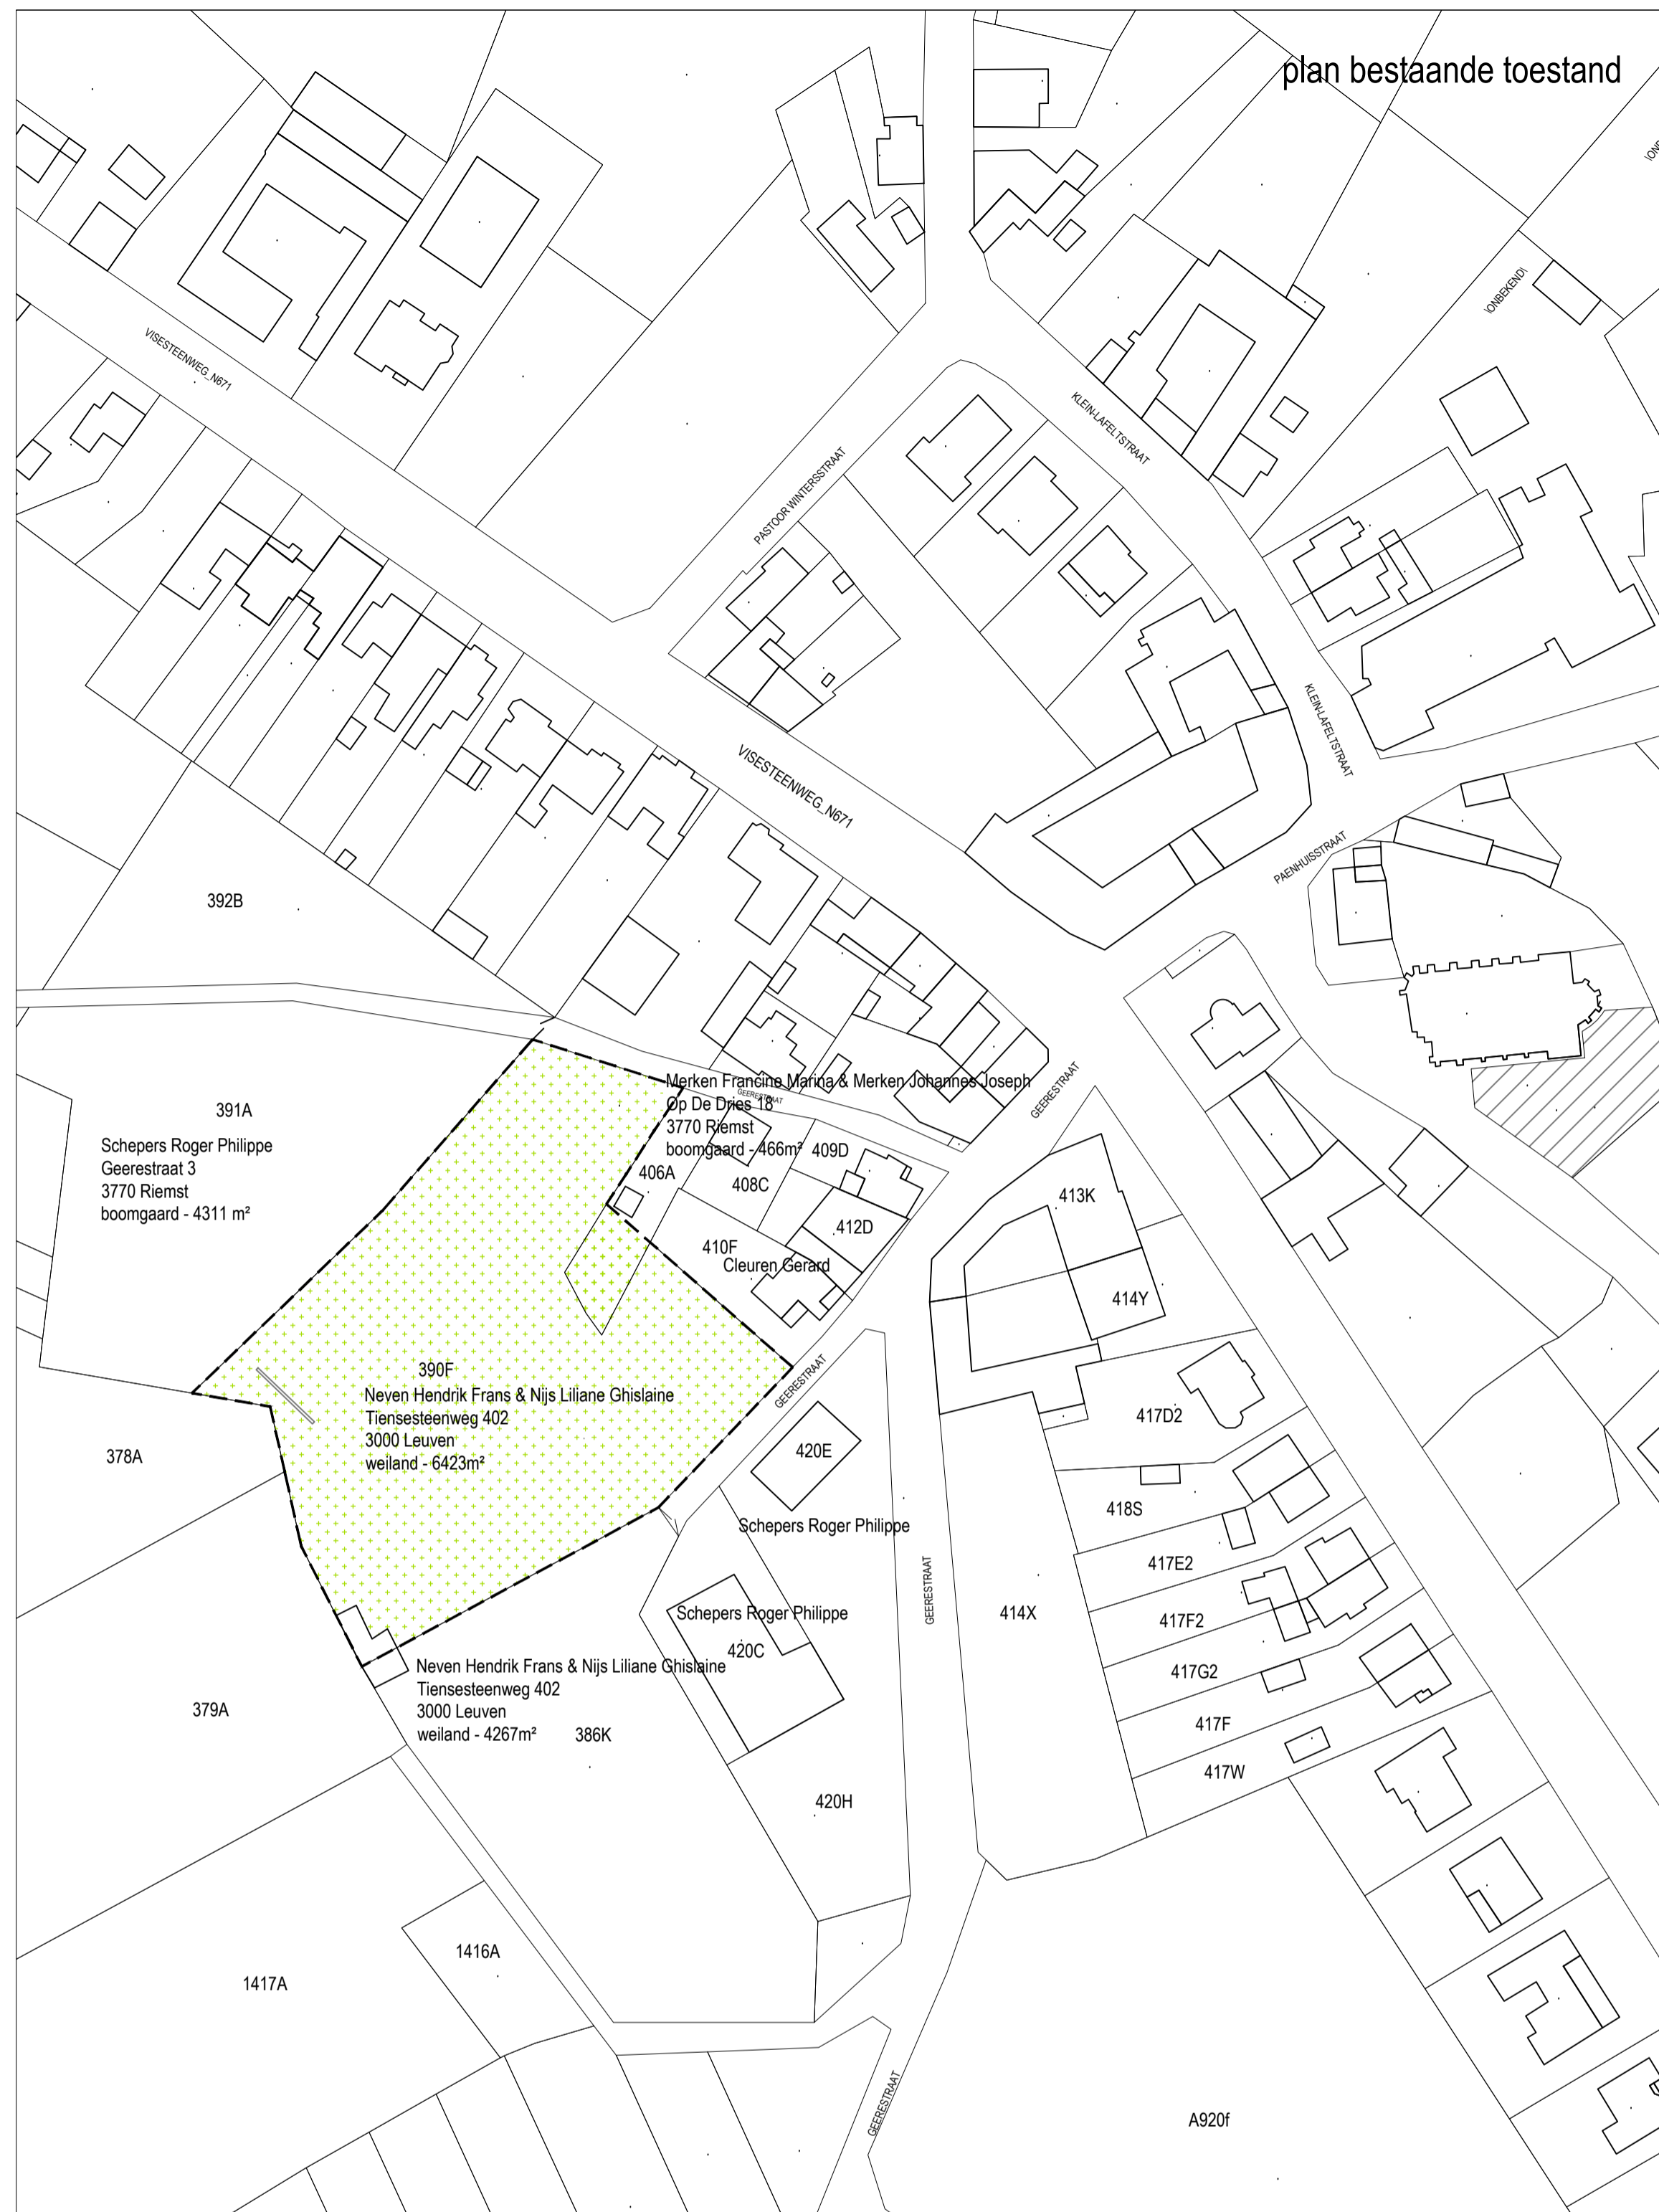 plan bestaande toestand
VISESTEENWEG_N671
PASTOOR WINTERSSTRAAT
KLEIN-LAFELTSTRAAT
KLEIN-LAFELTSTRAAT
VISESTEENWEG_N671
PAENHUISSTRAAT
392B
391A
Schepers Roger Philippe
Geerestraat 3
3770 Riemst
boomgaard - 4311 m²
GEERESTRAAT
Merken Francine Marina & Merken Johannes Joseph
Op De Dries 18
3770 Riemst
boomgaard - 466m²
GEERESTRAAT
409D
406A
408C
413K
412D
410F
Cleuren Gerard
414Y
390F
Neven Hendrik Frans & Nijs Liliane Ghislaine
Tiensesteenweg 402
3000 Leuven
weiland - 6423m²
GEERESTRAAT
417D2
378A
420E
Schepers Roger Philippe
418S
417E2
GEERESTRAAT
Schepers Roger Philippe
420C
414X
417F2
417G2
Neven Hendrik Frans & Nijs Liliane Ghislaine
Tiensesteenweg 402
3000 Leuven
weiland - 4267m²
386K
379A
417F
417W
420H
1416A
1417A
GEERESTRAAT
A920f